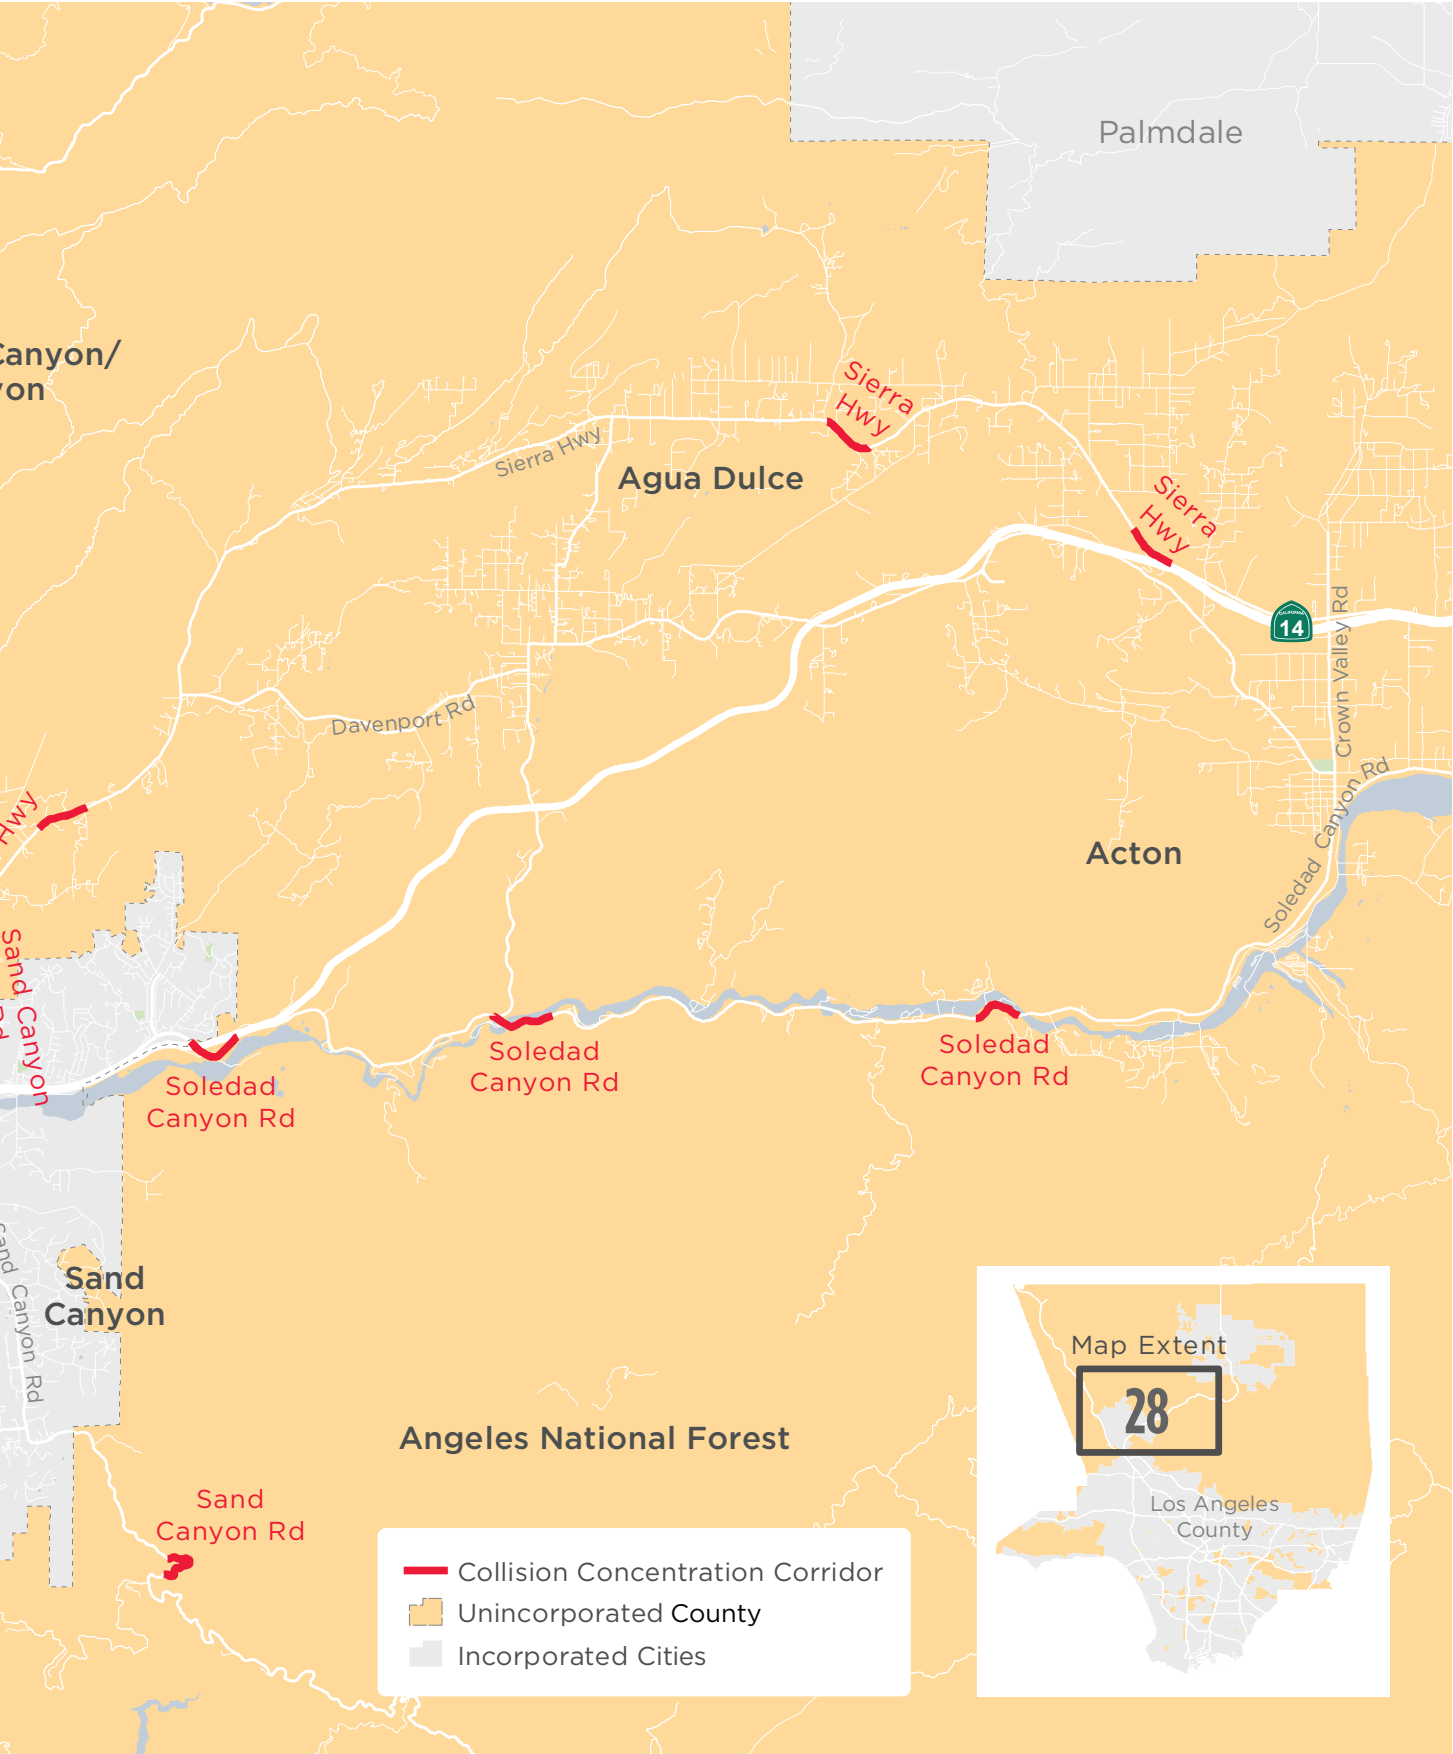 Palmdale
Canyon/
yon
Sierra
Hwy
Sierra Hwy
Agua Dulce
Sierra
Hwy
CALIFORNIA
14
Crown Valley Rd
Davenport Rd
Hwy
Soledad Canyon Rd
Acton
Sand Canyon
Rd
Soledad
Canyon Rd
Soledad
Canyon Rd
Soledad
Canyon Rd
Sand Canyon Rd
Sand
Canyon
Angeles National Forest
Sand
Canyon Rd
Collision Concentration Corridor
Unincorporated County
Incorporated Cities
Map Extent
28
Los Angeles
County